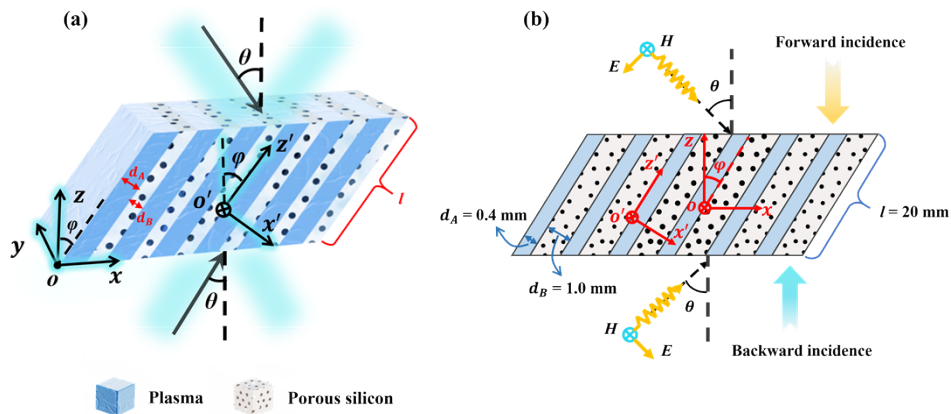 (a)
θ
z′
φ
d_A
d_B
o′
x′
l
z
y
φ
o
x
θ
Plasma
Porous silicon
(b)
H
E
θ
Forward incidence
z
z′
φ
o
x
o′
x′
d_A = 0.4 mm
l = 20 mm
d_B = 1.0 mm
θ
H
E
Backward incidence